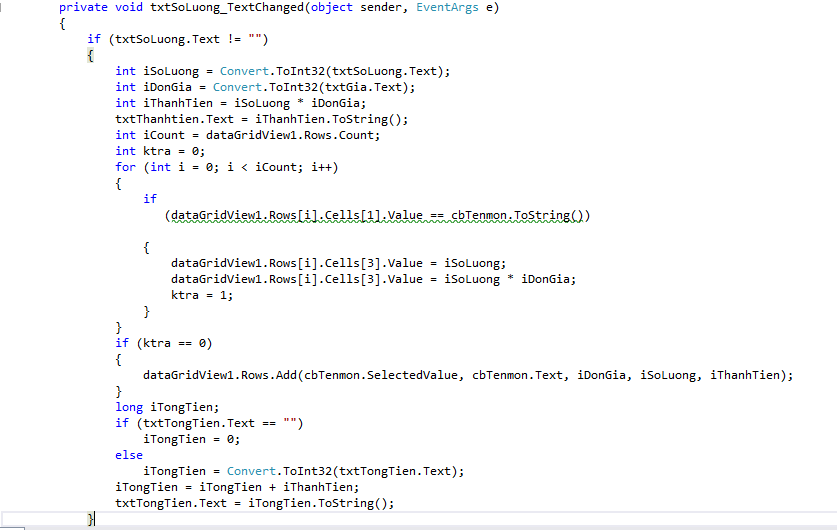 private void txtSoLuong_TextChanged(object sender, EventArgs e)
{
if (txtSoLuong.Text != "")
{
int iSoLuong = Convert.ToInt32(txtSoLuong.Text);
int iDonGia = Convert.ToInt32(txtGia.Text);
int iThanhTien = iSoLuong * iDonGia;
txtThanhtien.Text = iThanhTien.ToString();
int iCount = dataGridView1.Rows.Count;
int ktra = 0;
for (int i = 0; i < iCount; i++)
{
if
(dataGridView1.Rows[i].Cells[1].Value == cbTenmon.ToString())
{
dataGridView1.Rows[i].Cells[3].Value = iSoLuong;
dataGridView1.Rows[i].Cells[3].Value = iSoLuong * iDonGia;
ktra = 1;
}
}
if (ktra == 0)
{
dataGridView1.Rows.Add(cbTenmon.SelectedValue, cbTenmon.Text, iDonGia, iSoLuong, iThanhTien);
}
long iTongTien;
if (txtTongTien.Text == "")
iTongTien = 0;
else
iTongTien = Convert.ToInt32(txtTongTien.Text);
iTongTien = iTongTien + iThanhTien;
txtTongTien.Text = iTongTien.ToString();
}